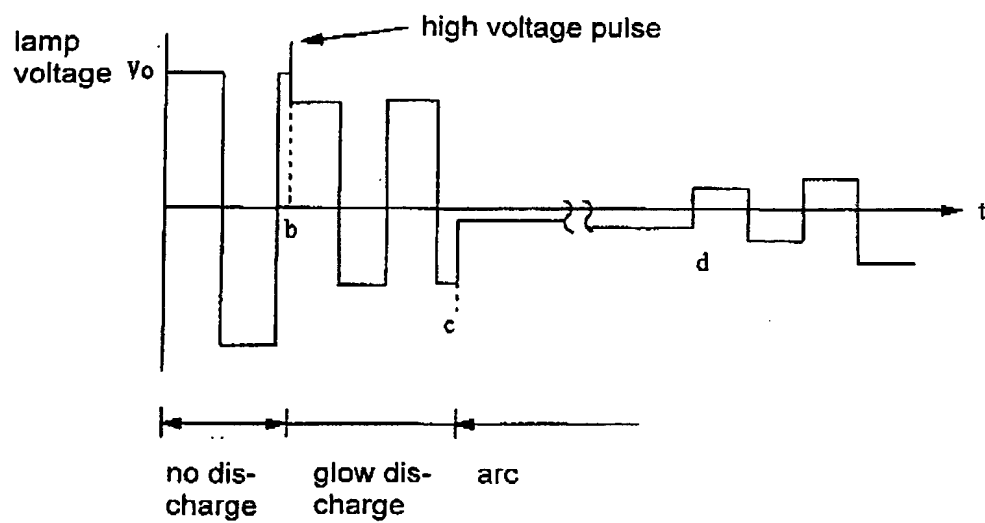 high voltage pulse
lamp
voltage Vo
t
b
d
c
no dis-
charge
glow dis-
charge
arc